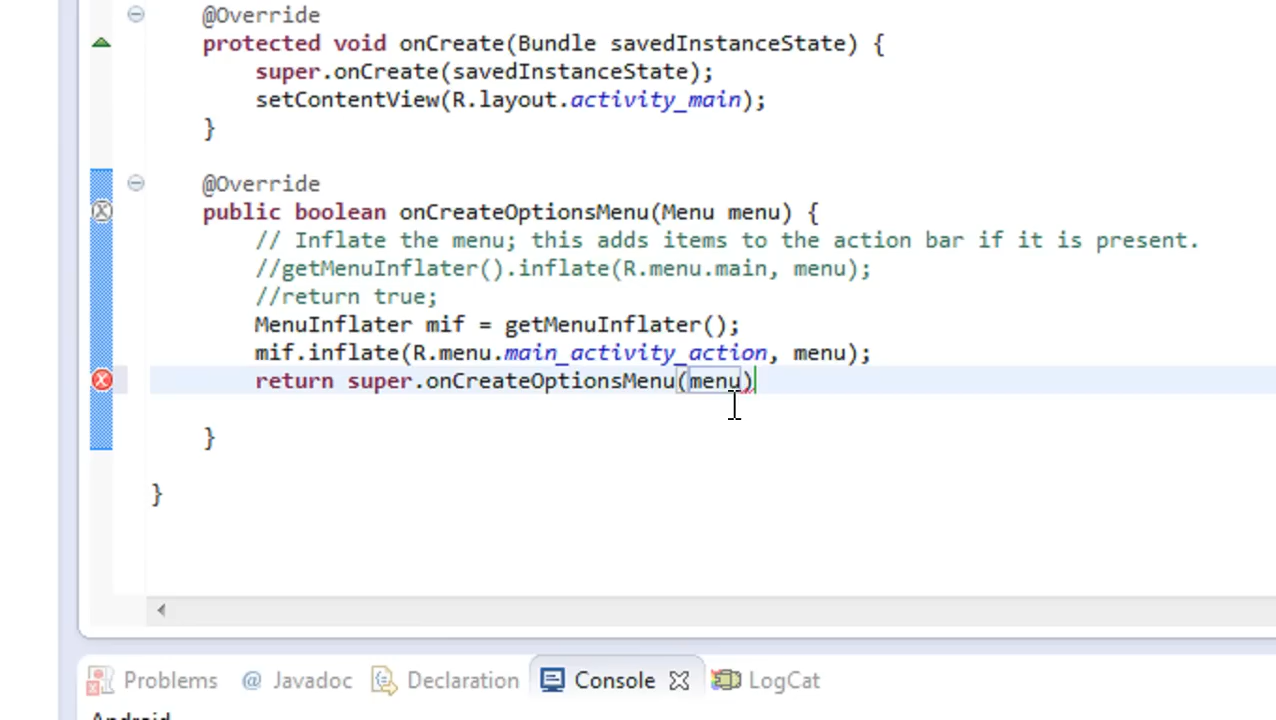 @Override
protected void onCreate(Bundle savedInstanceState) {
super.onCreate(savedInstanceState);
setContentView(R.layout.activity_main);
}
@Override
public boolean onCreateOptionsMenu(Menu menu) {
// Inflate the menu; this adds items to the action bar if it is present.
//getMenuInflater().inflate(R.menu.main, menu);
//return true;
MenuInflater mif = getMenuInflater();
mif.inflate(R.menu.main_activity_action, menu);
return super.onCreateOptionsMenu(menu)
}
}
Problems @ Javadoc Declaration Console LogCat
Android